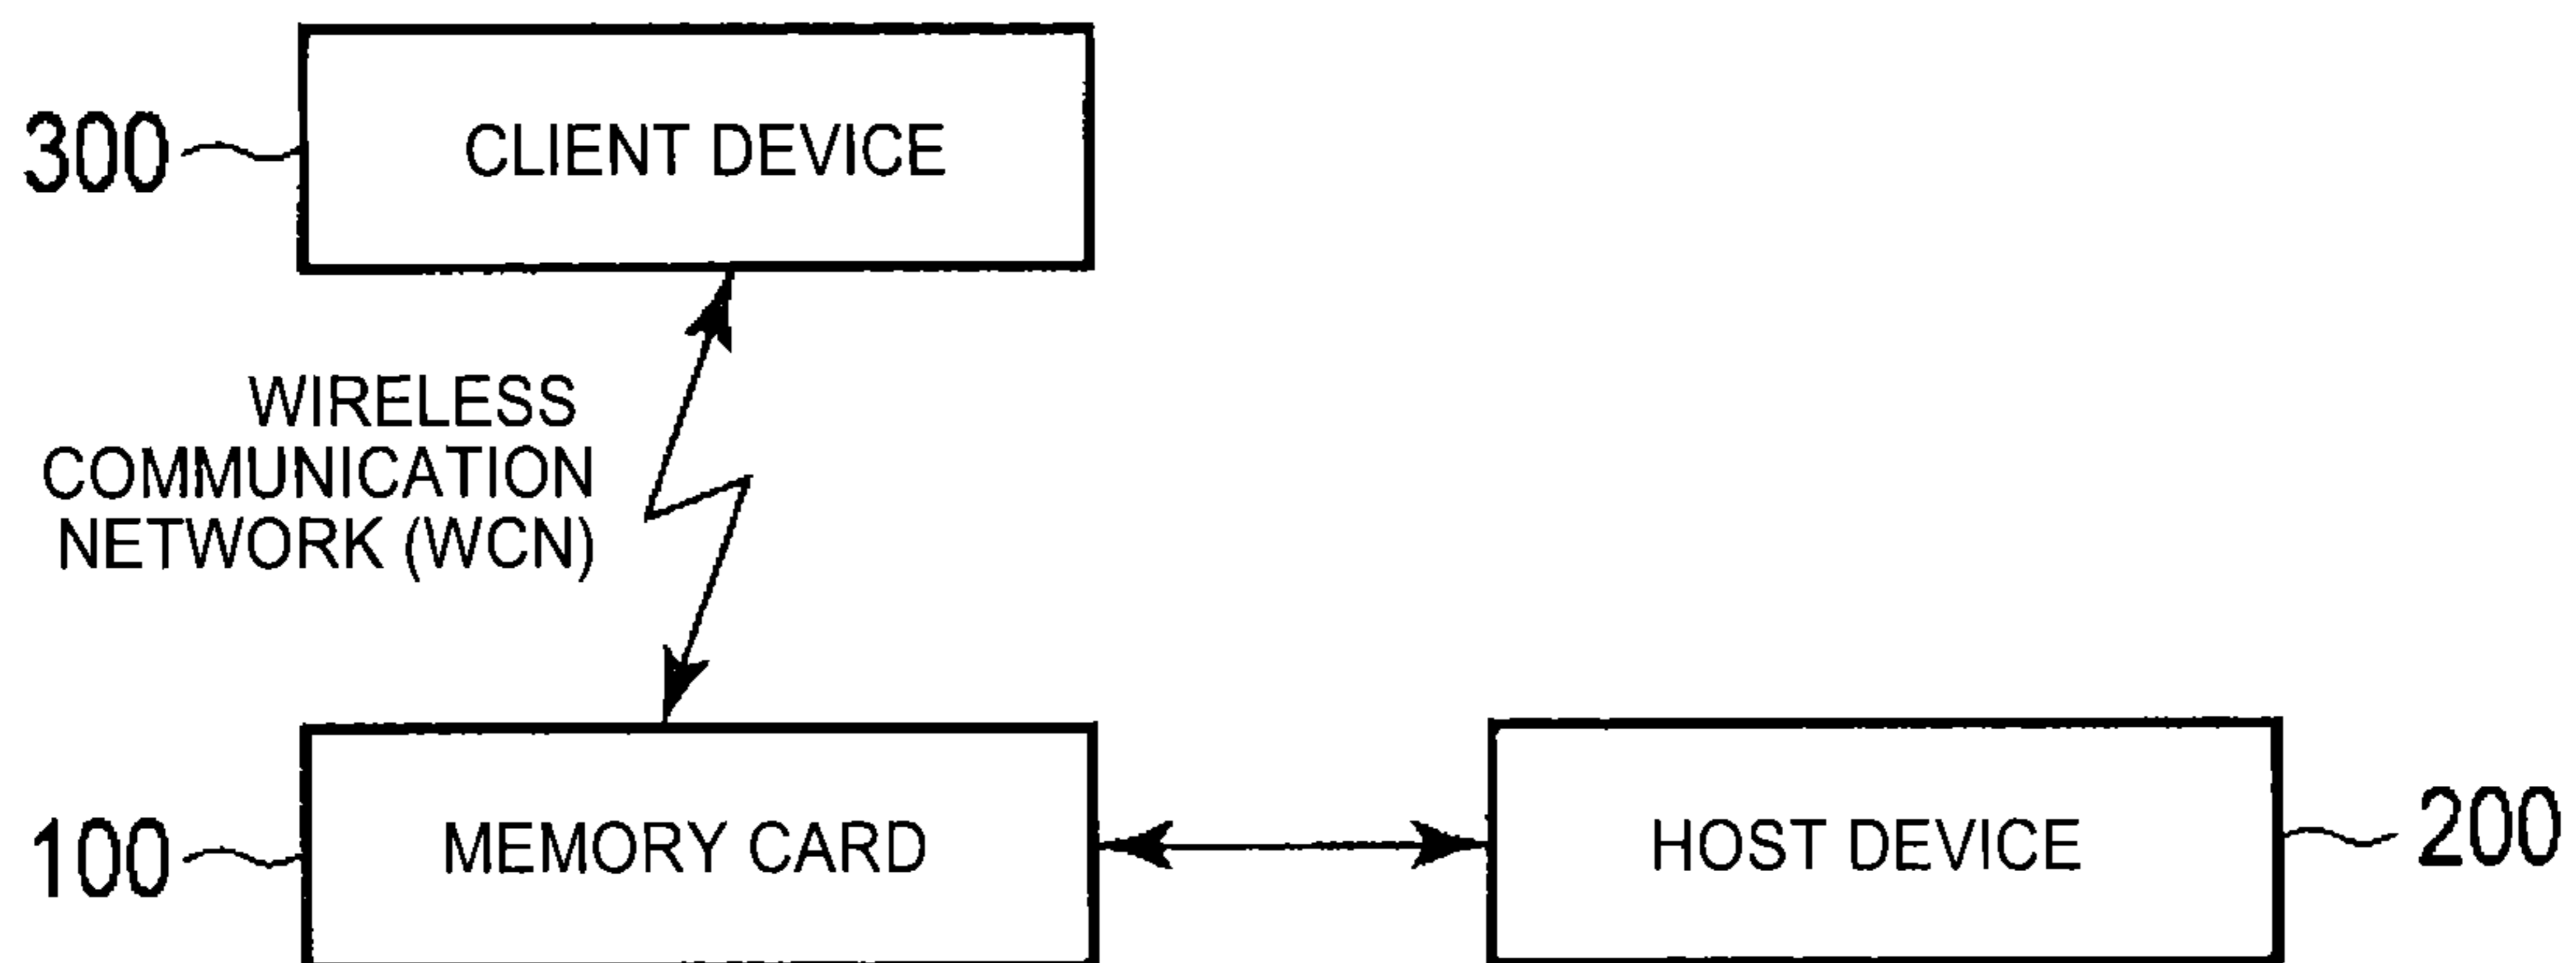 300
CLIENT DEVICE
WIRELESS
COMMUNICATION
NETWORK (WCN)
100
MEMORY CARD
HOST DEVICE
200